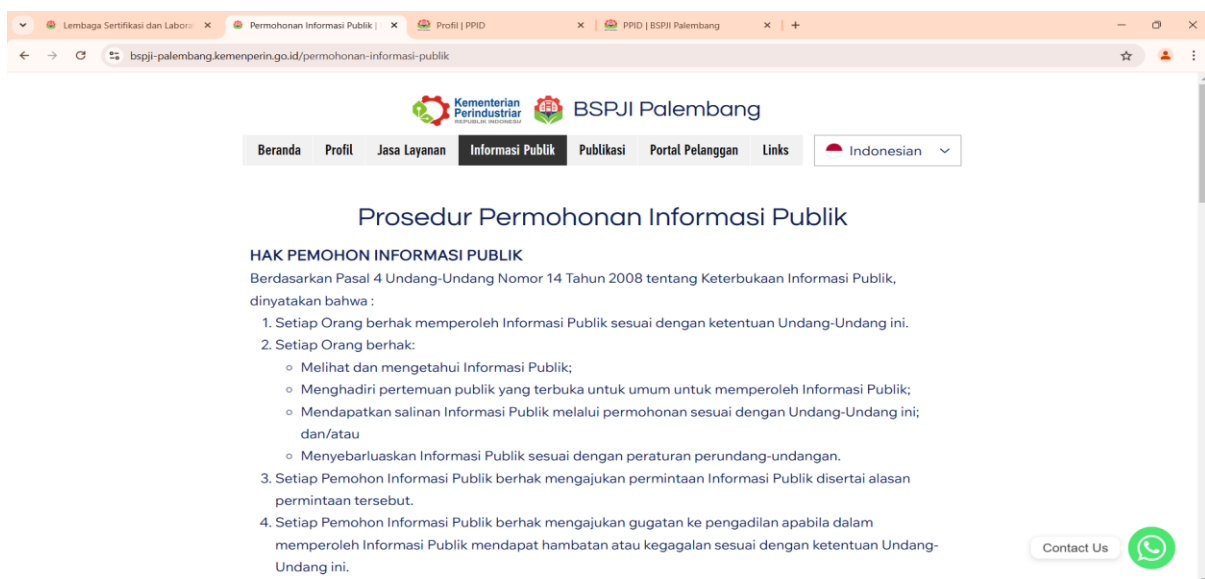 Lembaga Sertifikasi dan Labora
Permohonan Informasi Publik |
Profil | PPID
PPID | BSPJI Palembang
bspji-palembang.kemenperin.go.id/permohonan-informasi-publik
Kementerian
Perindustriar
REPUBLIK INDONESIA
BSPJI Palembang
Beranda Profil Jasa Layanan Informasi Publik Publikasi Portal Pelanggan Links Indonesian
Prosedur Permohonan Informasi Publik
HAK PEMOHON INFORMASI PUBLIK
Berdasarkan Pasal 4 Undang-Undang Nomor 14 Tahun 2008 tentang Keterbukaan Informasi Publik,
dinyatakan bahwa :
1. Setiap Orang berhak memperoleh Informasi Publik sesuai dengan ketentuan Undang-Undang ini.
2. Setiap Orang berhak:
Melihat dan mengetahui Informasi Publik;
Menghadiri pertemuan publik yang terbuka untuk umum untuk memperoleh Informasi Publik;
Mendapatkan salinan Informasi Publik melalui permohonan sesuai dengan Undang-Undang ini;
dan/atau
Menyebarluaskan Informasi Publik sesuai dengan peraturan perundang-undangan.
3. Setiap Pemohon Informasi Publik berhak mengajukan permintaan Informasi Publik disertai alasan
permintaan tersebut.
4. Setiap Pemohon Informasi Publik berhak mengajukan gugatan ke pengadilan apabila dalam
memperoleh Informasi Publik mendapat hambatan atau kegagalan sesuai dengan ketentuan Undang-
Undang ini.
Contact Us